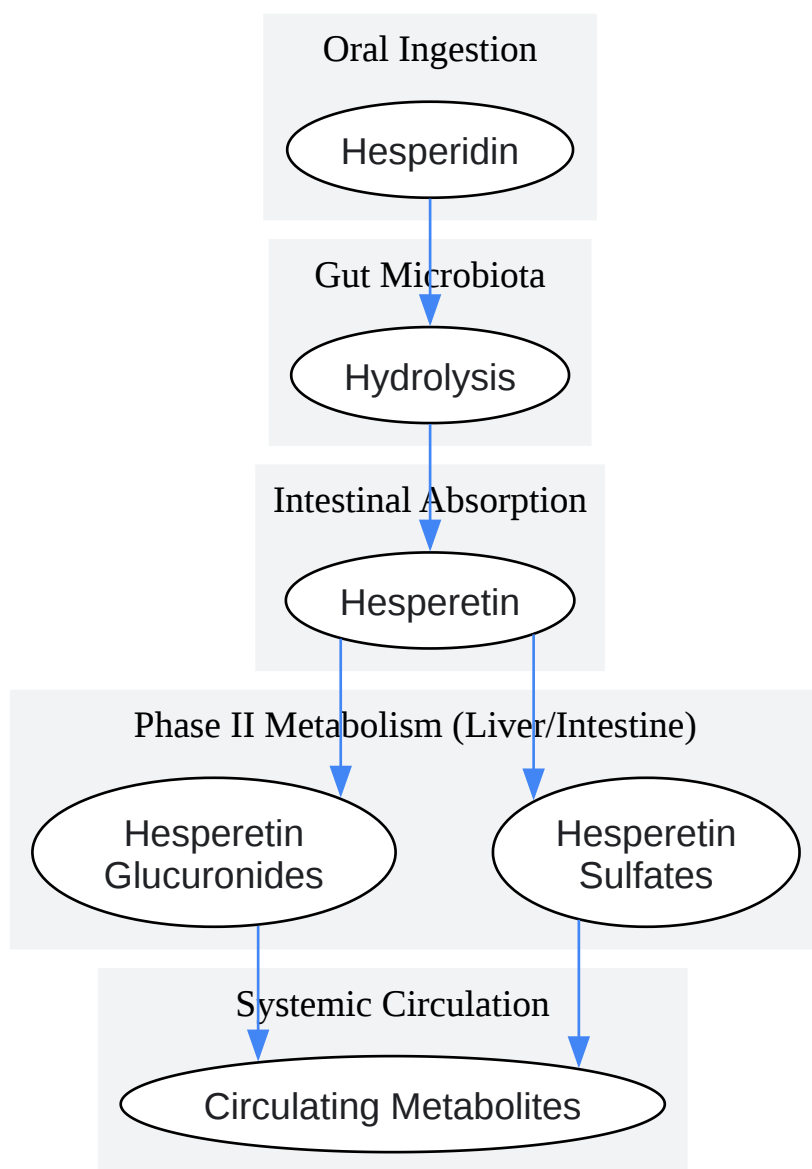 Oral Ingestion
Hesperidin
Gut Microbiota
Hydrolysis
Intestinal Absorption
Hesperetin
Phase II Metabolism (Liver/Intestine)
Hesperetin
Glucuronides
Hesperetin
Sulfates
Systemic Circulation
Circulating Metabolites